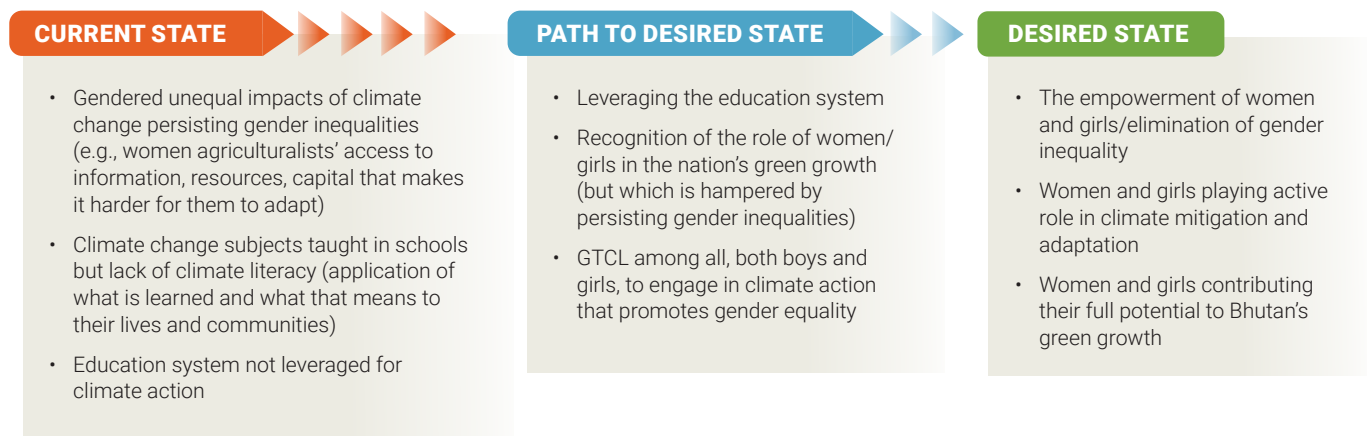 CURRENT STATE
• Gendered unequal impacts of climate
change persisting gender inequalities
(e.g., women agriculturalists’ access to
information, resources, capital that makes
it harder for them to adapt)
• Climate change subjects taught in schools
but lack of climate literacy (application of
what is learned and what that means to
their lives and communities)
• Education system not leveraged for
climate action
PATH TO DESIRED STATE
• Leveraging the education system
• Recognition of the role of women/
girls in the nation’s green growth
(but which is hampered by
persisting gender inequalities)
• GTCL among all, both boys and
girls, to engage in climate action
that promotes gender equality
DESIRED STATE
• The empowerment of women
and girls/elimination of gender
inequality
• Women and girls playing active
role in climate mitigation and
adaptation
• Women and girls contributing
their full potential to Bhutan’s
green growth